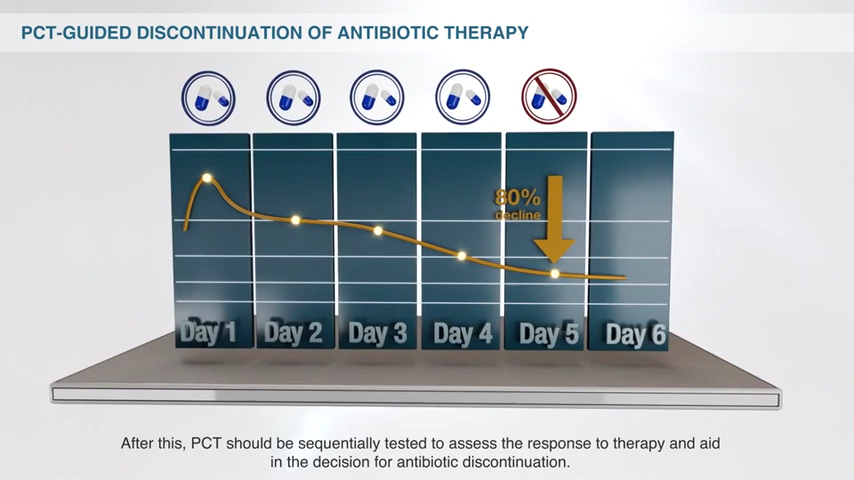 PCT-GUIDED DISCONTINUATION OF ANTIBIOTIC THERAPY
80%
decline
Day 1
Day 2
Day 3
Day 4
Day 5
Day 6
After this, PCT should be sequentially tested to assess the response to therapy and aid
in the decision for antibiotic discontinuation.